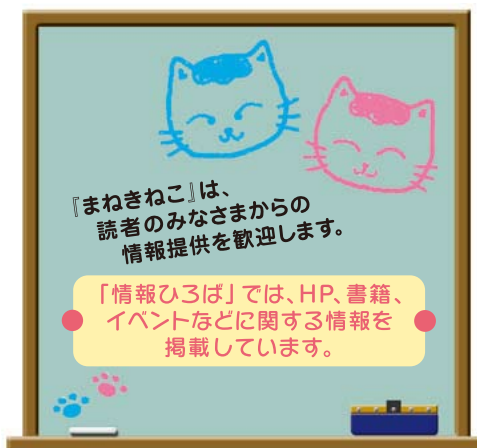 『まねきねこ』は、
読者のみなさまからの
情報提供を歓迎します。
「情報ひろば」では、HP、書籍、
イベントなどに関する情報を
掲載しています。